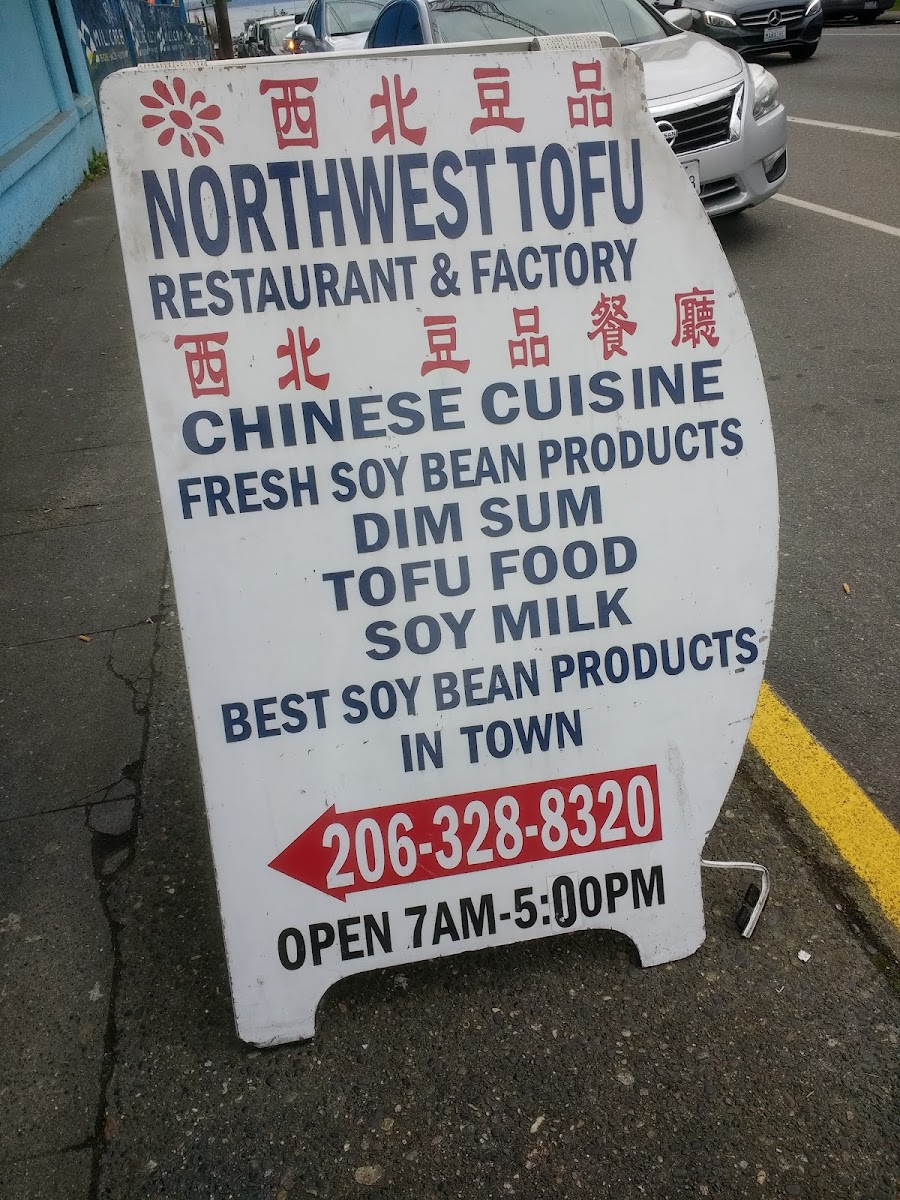 西北豆品
NORTHWEST TOFU
RESTAURANT & FACTORY
西北 豆品餐廳
CHINESE CUISINE
FRESH SOY BEAN PRODUCTS
DIM SUM
TOFU FOOD
SOY MILK
BEST SOY BEAN PRODUCTS
IN TOWN
206-328-8320
OPEN 7AM-5:00PM